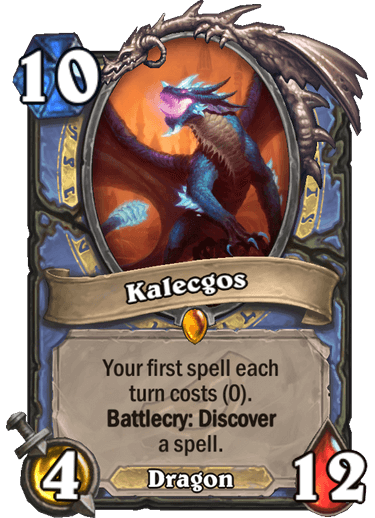 10
Kalecgos
Your first spell each
turn costs (0).
Battlecry: Discover
a spell.
4
Dragon
12